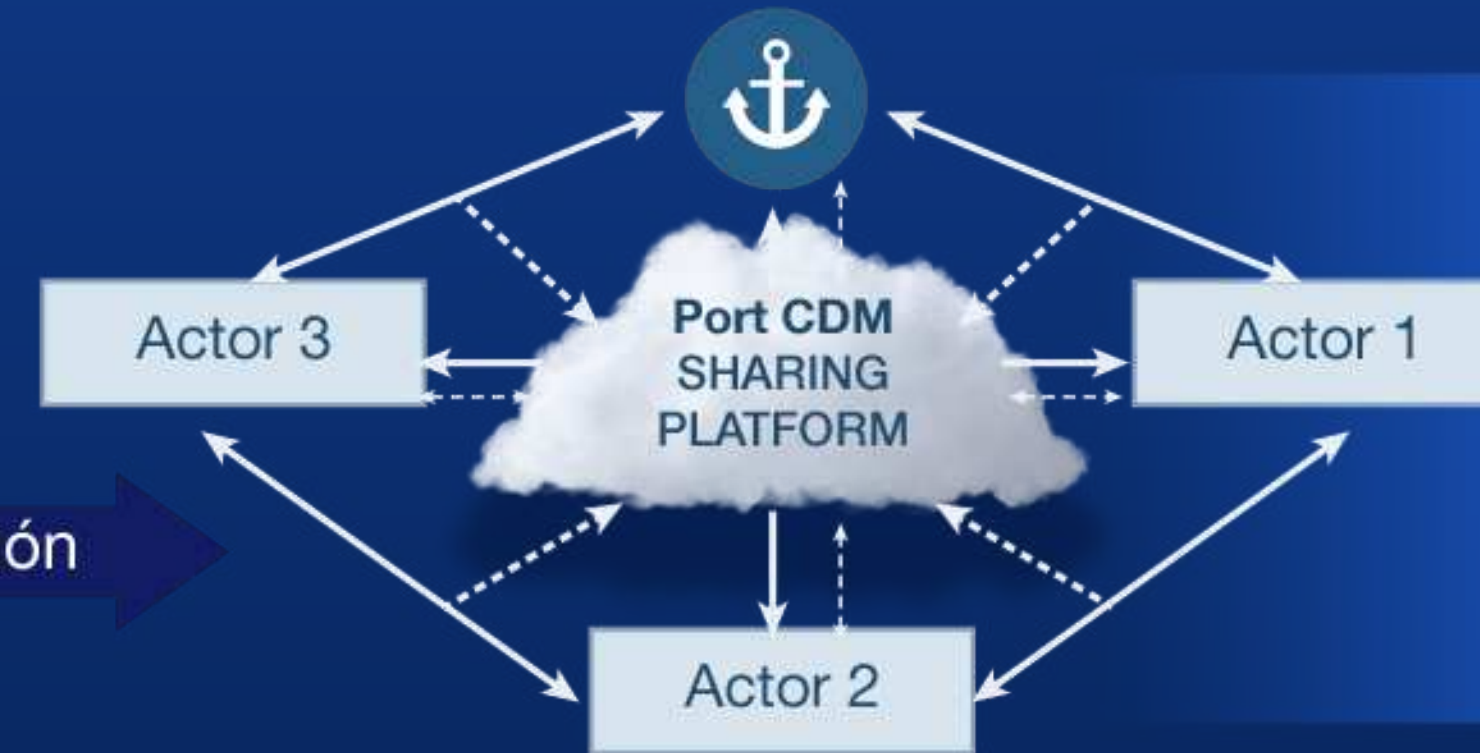 Port CDM
SHARING
PLATFORM
Actor 3
Actor 1
ón
Actor 2